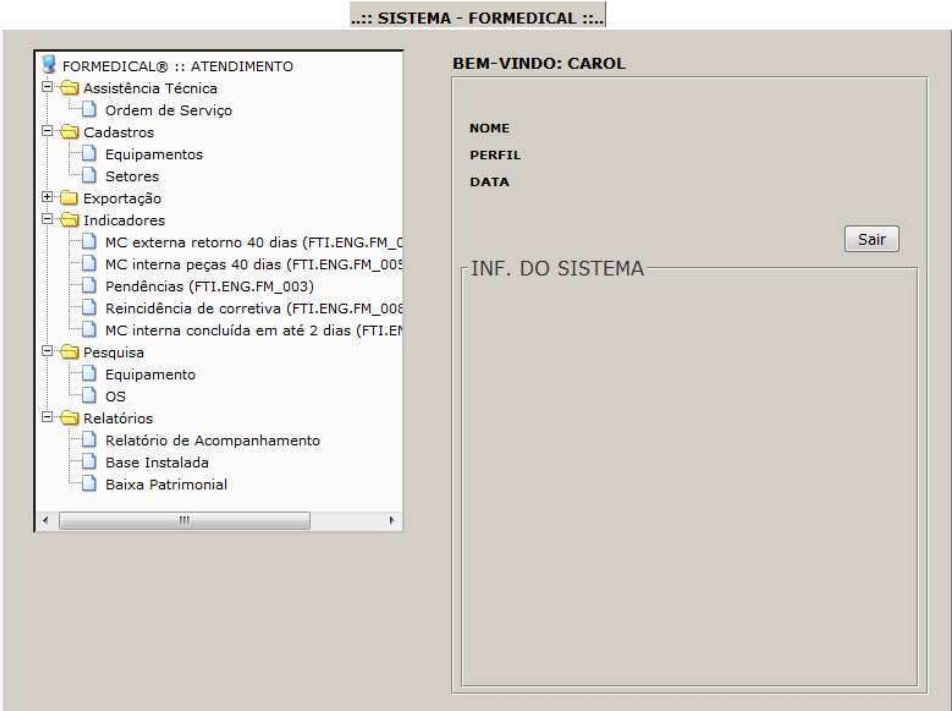 ..:: SISTEMA - FORMEDICAL ::..
FORMEDICAL® :: ATENDIMENTO
Assistência Técnica
Ordem de Serviço
Cadastros
Equipamentos
Setores
Exportação
Indicadores
MC externa retorno 40 dias (FTI.ENG.FM_0
MC interna peças 40 dias (FTI.ENG.FM_005
Pendências (FTI.ENG.FM_003)
Reincidência de corretiva (FTI.ENG.FM_008
MC interna concluída em até 2 dias (FTI.EN
Pesquisa
Equipamento
OS
Relatórios
Relatório de Acompanhamento
Base Instalada
Baixa Patrimonial
BEM-VINDO: CAROL
NOME
PERFIL
DATA
Sair
INF. DO SISTEMA